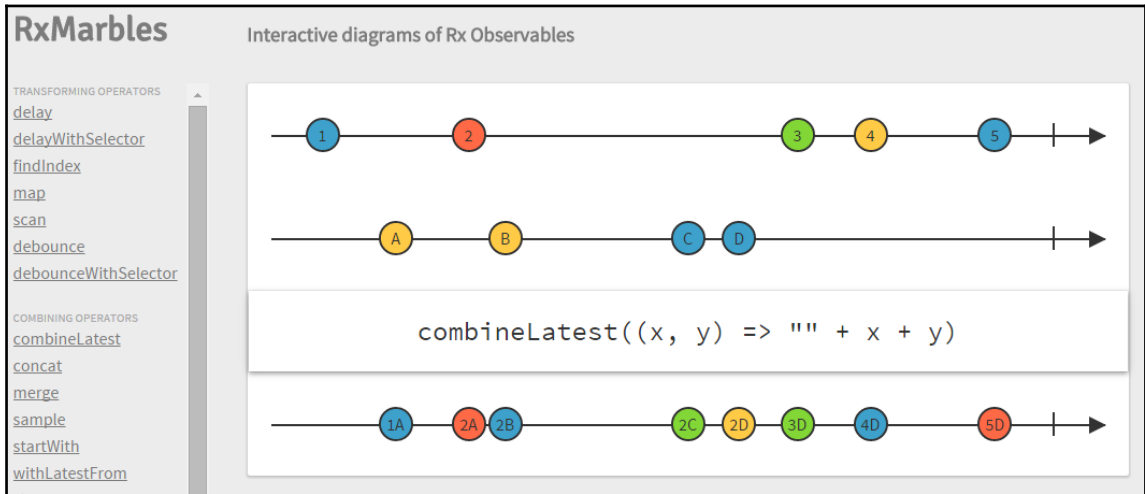 RxMarbles
Interactive diagrams of Rx Observables
TRANSFORMING OPERATORS
delay
delayWithSelector
findIndex
map
scan
debounce
debounceWithSelector
COMBINING OPERATORS
combineLatest
concat
merge
sample
startWith
withLatestFrom
1 2 3 4 5
A B C D
combineLatest((x, y) => "" + x + y)
1A 2A 2B 2C 2D 3D 4D 5D